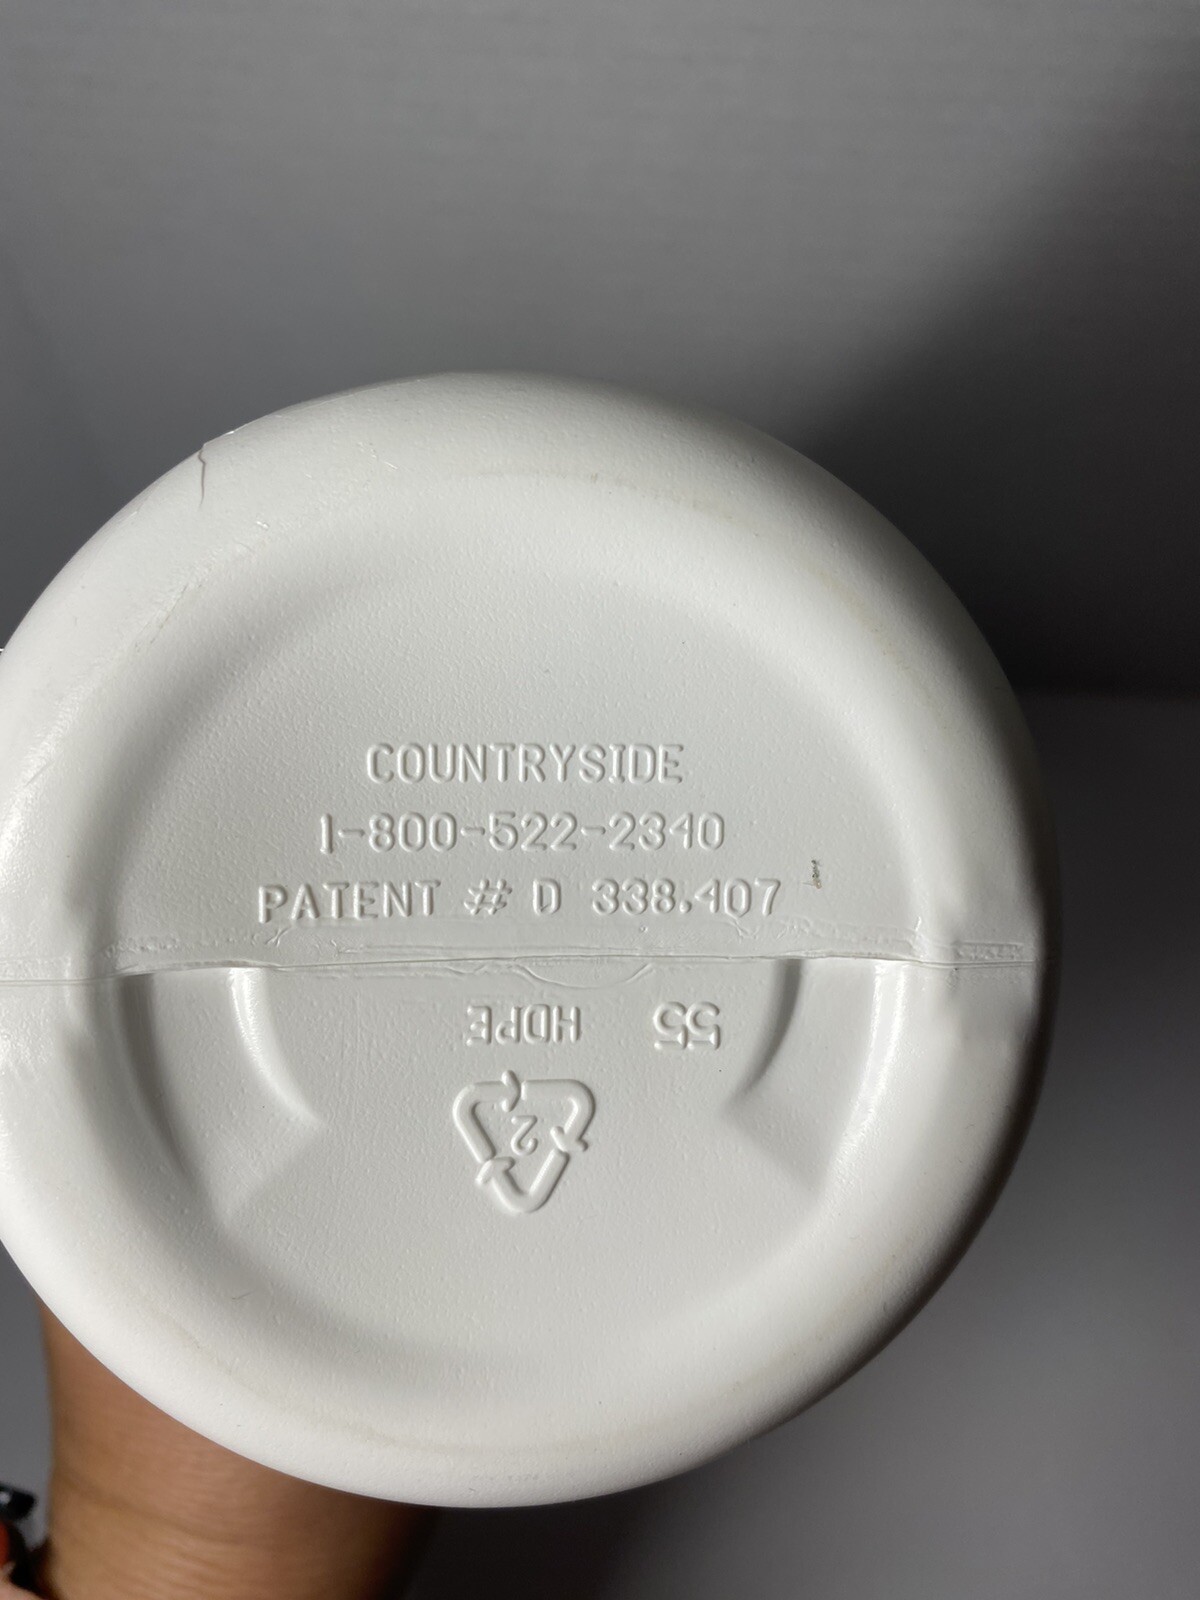 COUNTRYSIDE
1-800-522-2340
PATENT # D 338.407
55 HDPE
2